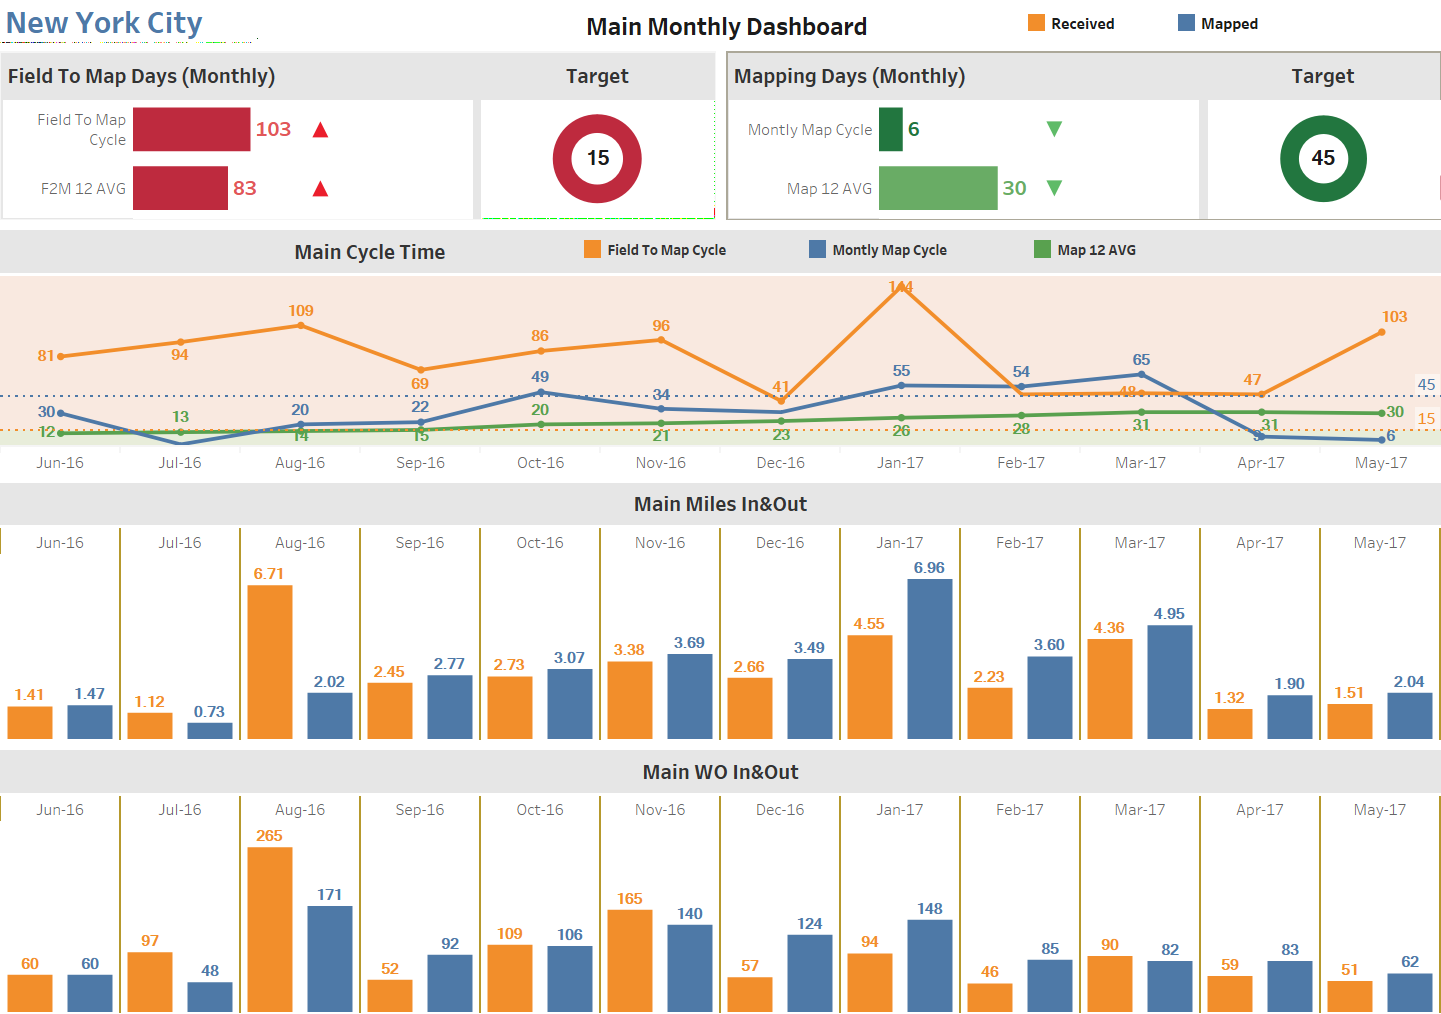 New York City
Main Monthly Dashboard
Received
Mapped
Field To Map Days (Monthly)
Target
Field To Map
Cycle
103
F2M 12 AVG
83
15
Mapping Days (Monthly)
Target
Montly Map Cycle
6
Map 12 AVG
30
45
Main Cycle Time
Field To Map Cycle
Montly Map Cycle
Map 12 AVG
81 94 109 69 86 96 41 144 48 47 103
30 20 22 49 34 55 54 65 6
12 13 14 15 20 21 23 26 28 31 31 30
45
15
Jun-16 Jul-16 Aug-16 Sep-16 Oct-16 Nov-16 Dec-16 Jan-17 Feb-17 Mar-17 Apr-17 May-17
Main Miles In&Out
Jun-16 Jul-16 Aug-16 Sep-16 Oct-16 Nov-16 Dec-16 Jan-17 Feb-17 Mar-17 Apr-17 May-17
1.41 1.47 1.12 0.73 6.71 2.02 2.45 2.77 2.73 3.07 3.38 3.69 2.66 3.49 4.55 6.96 2.23 3.60 4.36 4.95 1.32 1.90 1.51 2.04
Main WO In&Out
Jun-16 Jul-16 Aug-16 Sep-16 Oct-16 Nov-16 Dec-16 Jan-17 Feb-17 Mar-17 Apr-17 May-17
60 60 97 48 265 171 52 92 109 106 165 140 57 124 94 148 46 85 90 82 59 83 51 62